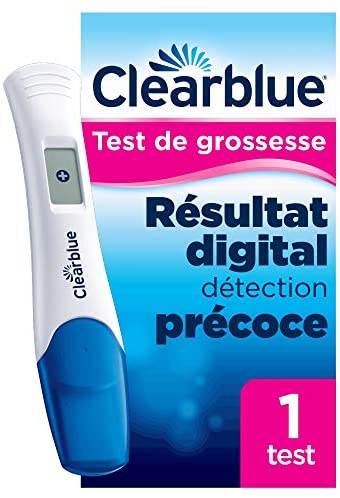 Clearblue®
Test de grossesse
Résultat
digital
détection
précoce
1
test
+
Clearblue